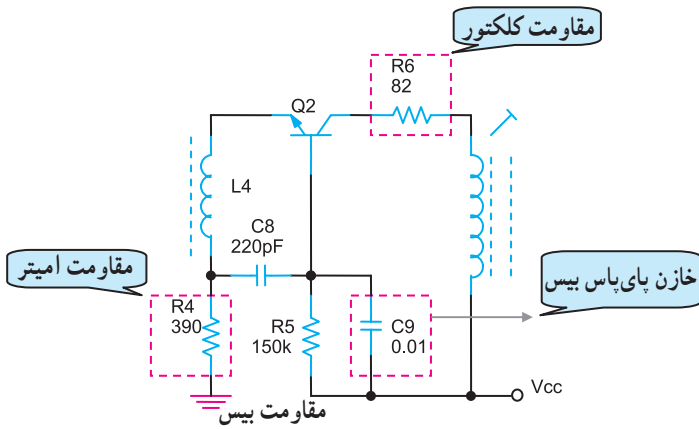 مقاومت کلکتور
R6
82
Q2
L4
C8
220pF
مقاومت امیتر
خازن پای‌پاس بیس
R4
390
R5
150k
C9
0.01
Vcc
مقاومت بیس